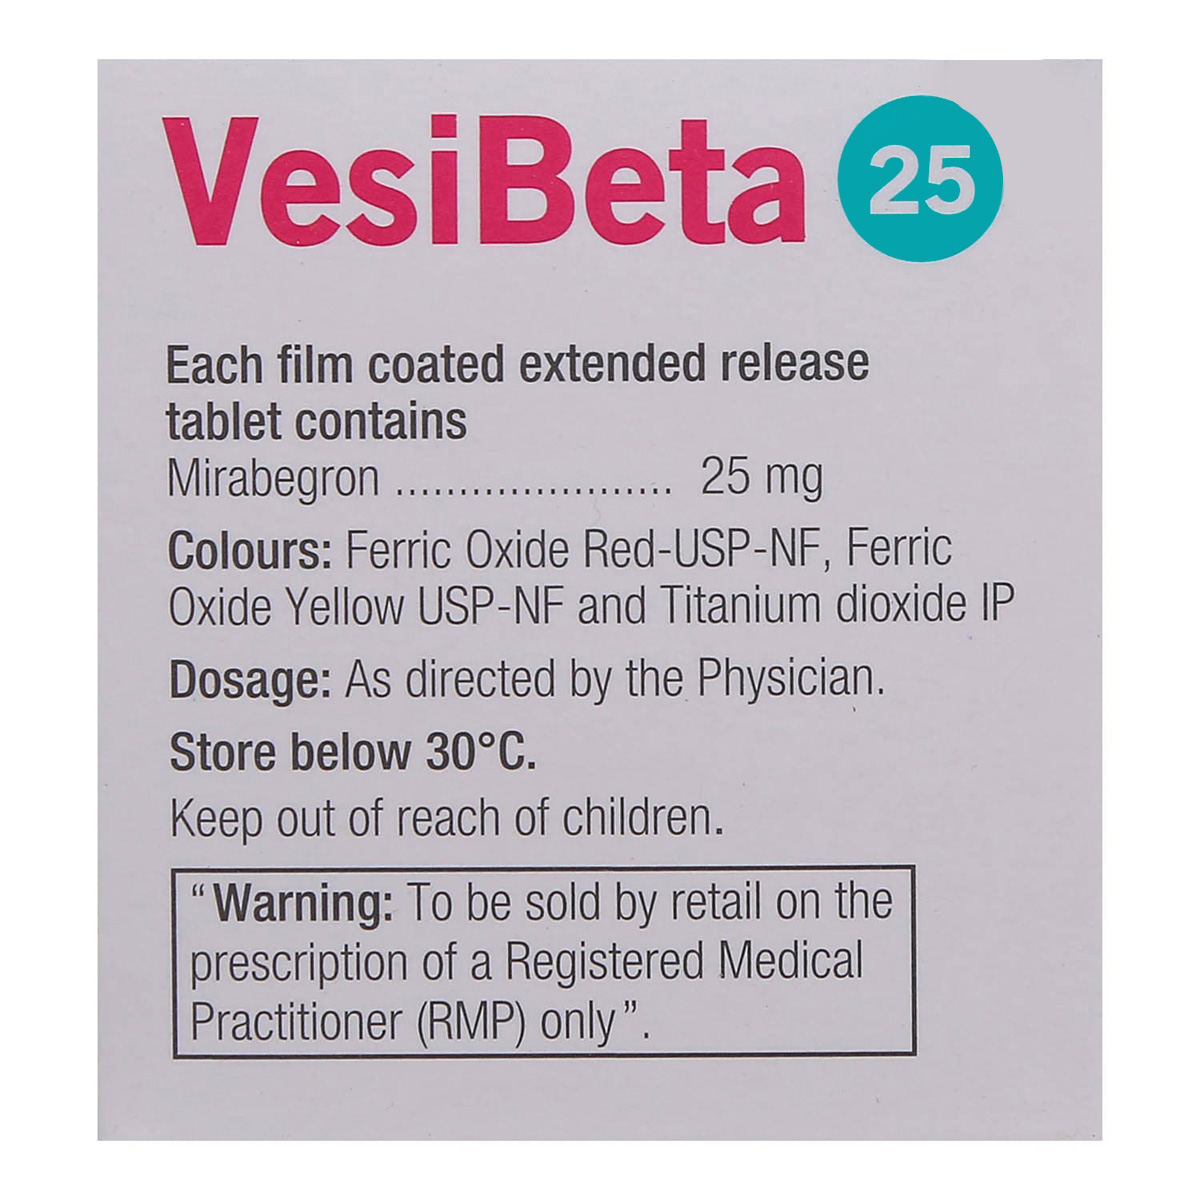 VesiBeta 25
Each film coated extended release
tablet contains
Mirabegron ...................... 25 mg
Colours: Ferric Oxide Red-USP-NF, Ferric
Oxide Yellow USP-NF and Titanium dioxide IP
Dosage: As directed by the Physician.
Store below 30°C.
Keep out of reach of children.
“Warning: To be sold by retail on the
prescription of a Registered Medical
Practitioner (RMP) only”.